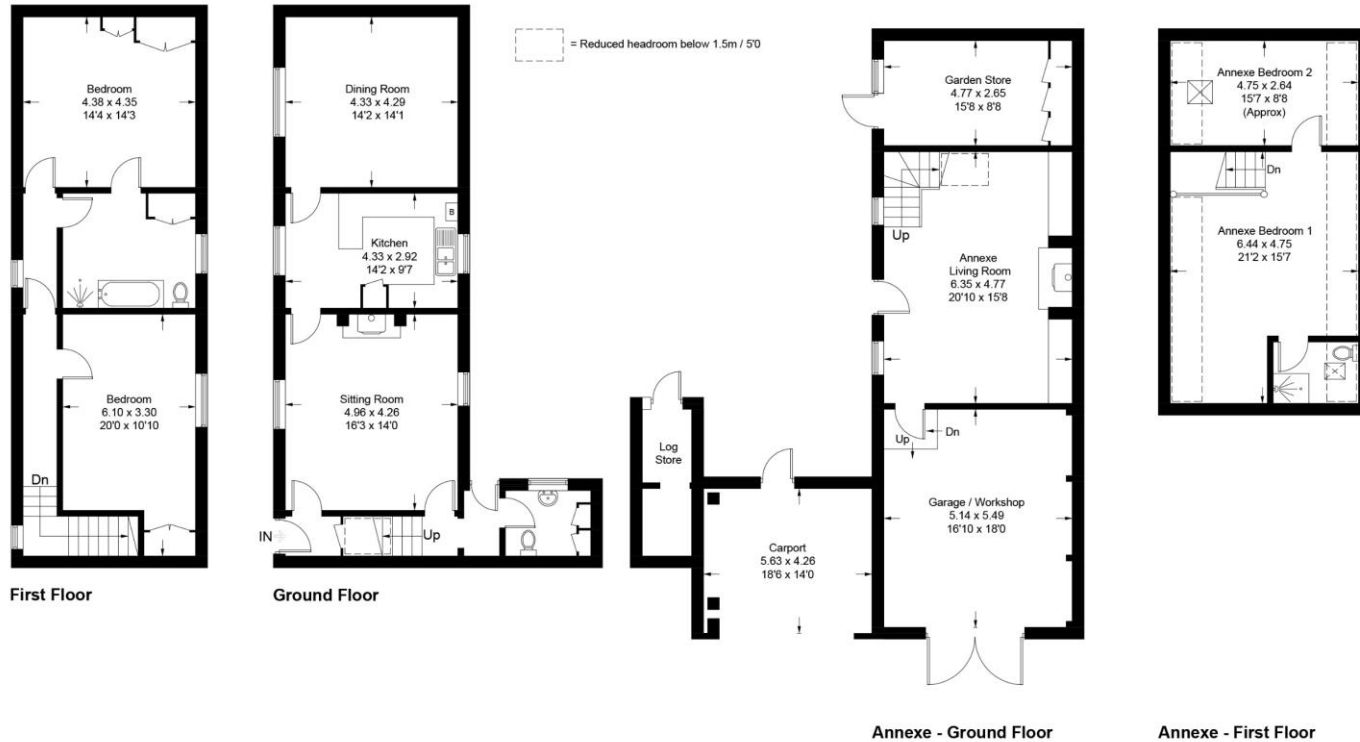 Bedroom
4.38 x 4.35
14'4 x 14'3
Bedroom
6.10 x 3.30
20'0 x 10'10
Dn
First Floor
Dining Room
4.33 x 4.29
14'2 x 14'1
B
Kitchen
4.33 x 2.92
14'2 x 9'7
Sitting Room
4.96 x 4.26
16'3 x 14'0
IN
Up
Ground Floor
= Reduced headroom below 1.5m / 5'0
Log
Store
Carport
5.63 x 4.26
18'6 x 14'0
Garden Store
4.77 x 2.65
15'8 x 8'8
Up
Annexe
Living Room
6.35 x 4.77
20'10 x 15'8
Up
Dn
Garage / Workshop
5.14 x 5.49
16'10 x 18'0
Annexe - Ground Floor
Annexe Bedroom 2
4.75 x 2.64
15'7 x 8'8
(Approx)
Dn
Annexe Bedroom 1
6.44 x 4.75
21'2 x 15'7
Annexe - First Floor